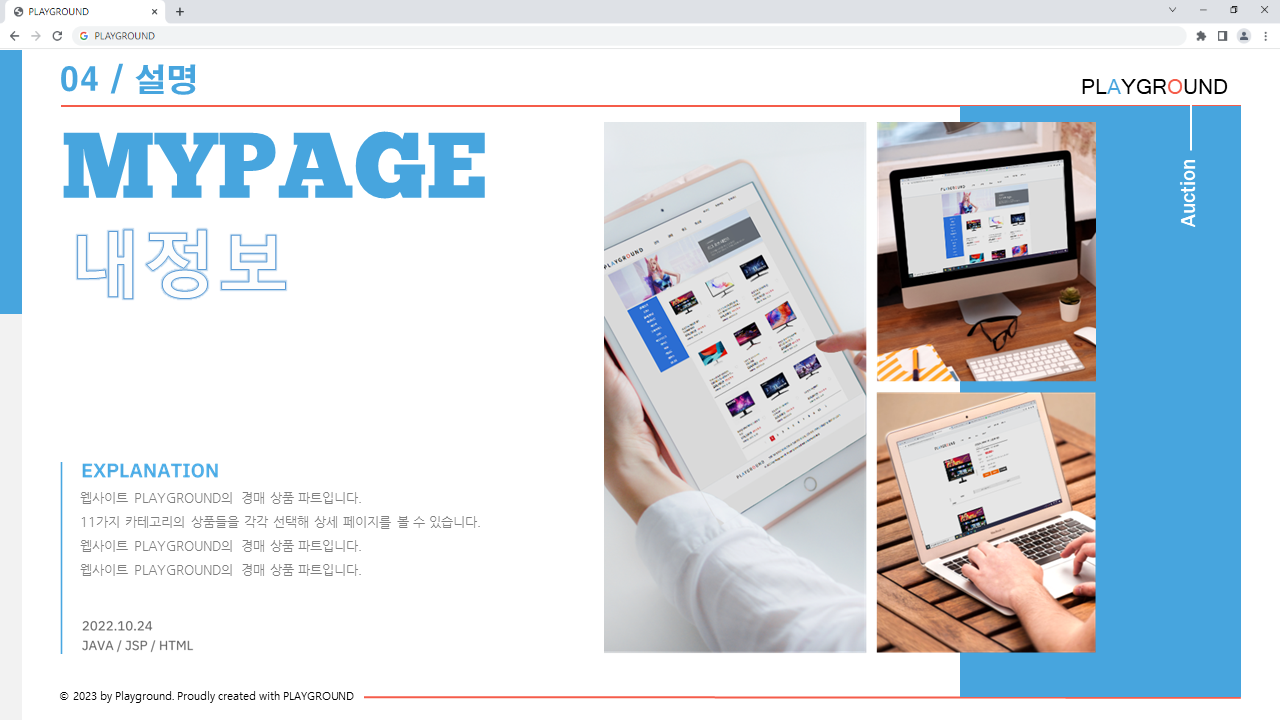 PLAYGROUND
PLAYGROUND
04 / 설명
PLAYGROUND
MYPAGE
내정보
Auction
EXPLANATION
웹사이트 PLAYGROUND의 경매 상품 파트입니다.
11가지 카테고리의 상품들을 각각 선택해 상세 페이지를 볼 수 있습니다.
웹사이트 PLAYGROUND의 경매 상품 파트입니다.
웹사이트 PLAYGROUND의 경매 상품 파트입니다.
2022.10.24
JAVA / JSP / HTML
PLAYGROUND
PLAYGROUND
PLAYGROUND
PLAYGROUND
© 2023 by Playground. Proudly created with PLAYGROUND